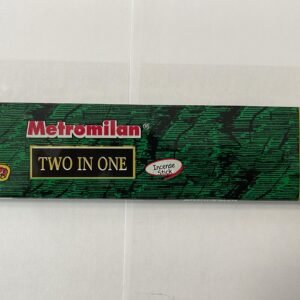 Metromilan®
TWO IN ONE
Incense
Stick